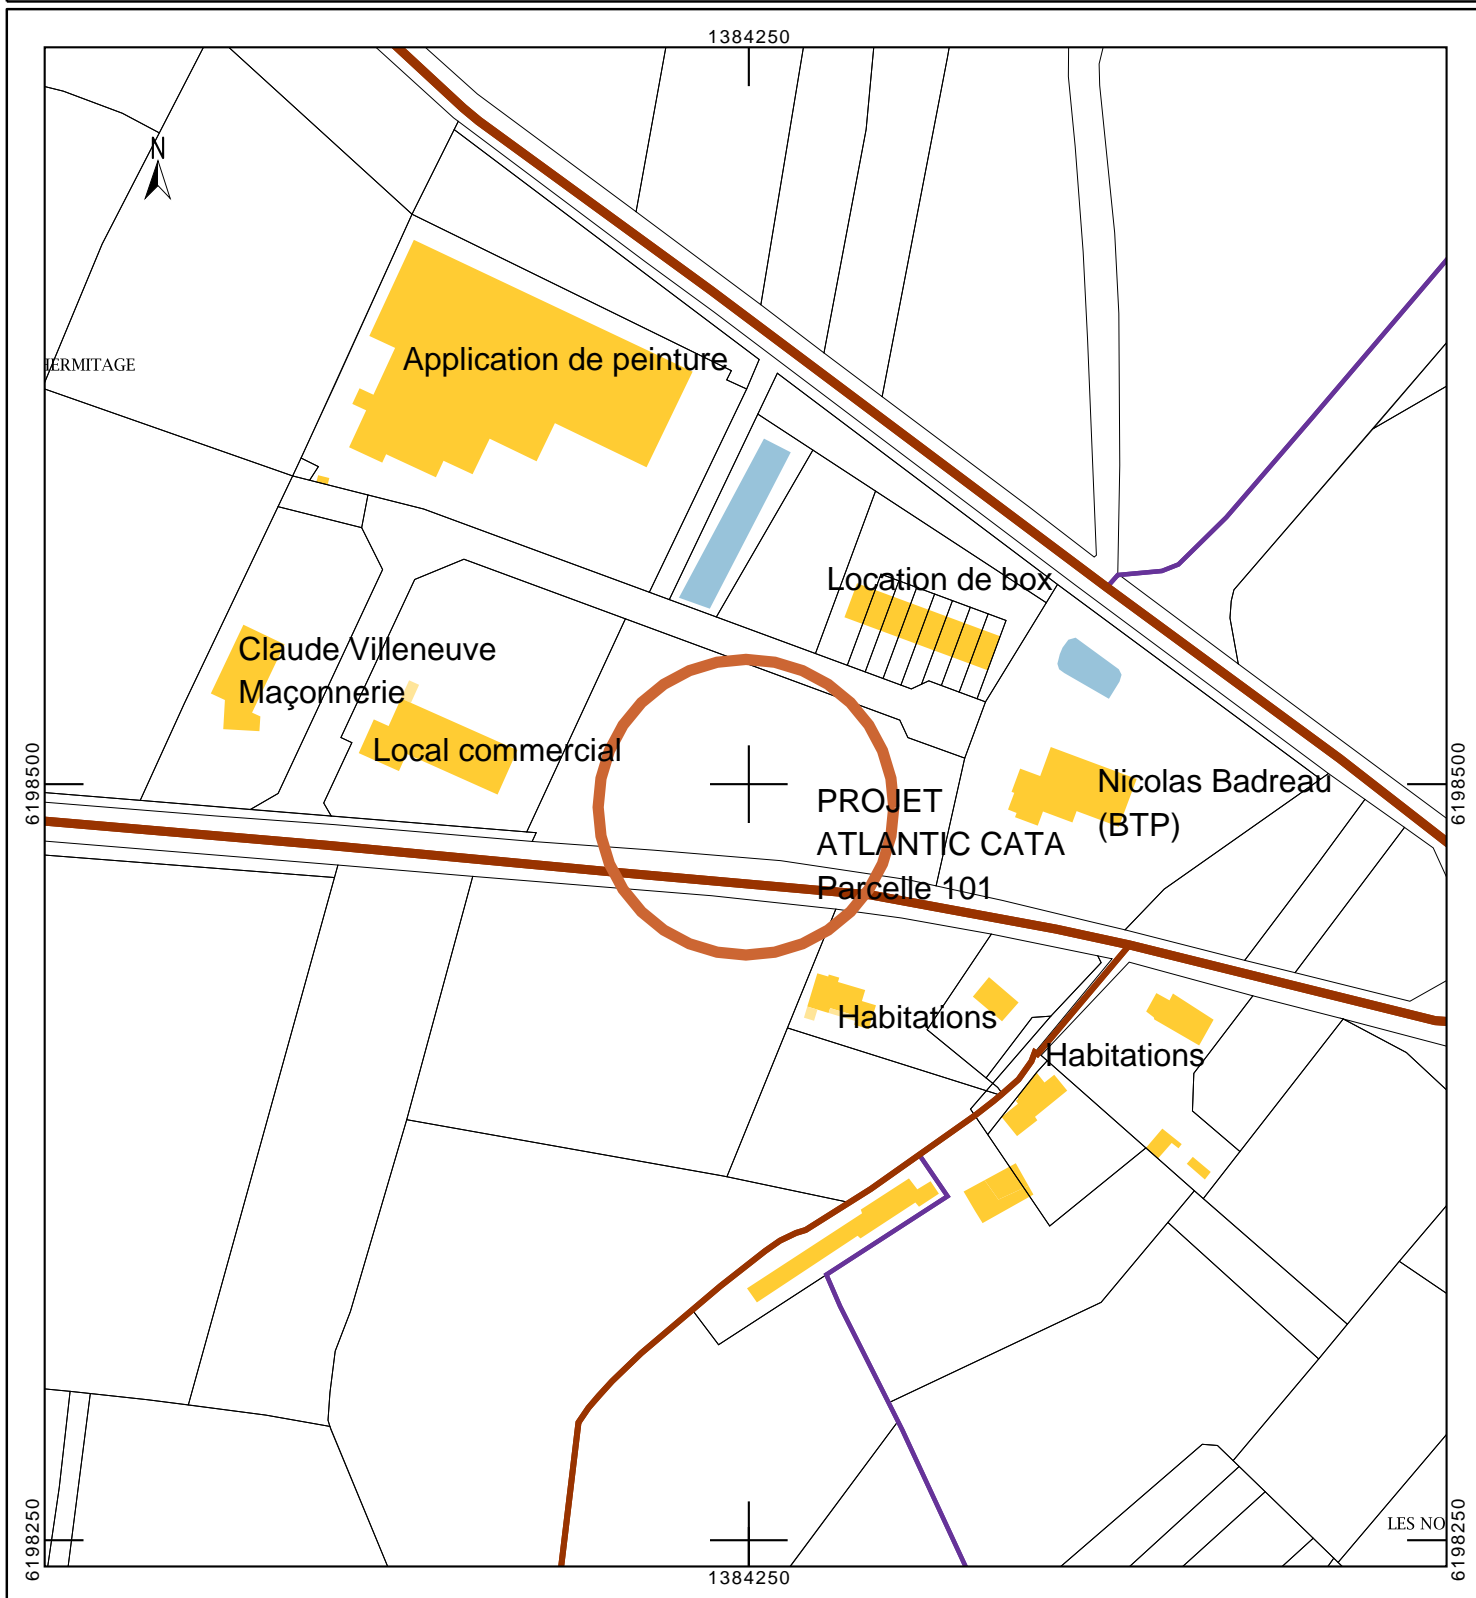 1384250
N
HERMITAGE
Application de peinture
Location de box
Claude Villeneuve
Maçonnerie
Local commercial
6198500
6198500
PROJET
ATLANTIC CATA
Parcelle 101
Nicolas Badreau
(BTP)
Habitations
Habitations
6198250
6198250
LES NO
1384250